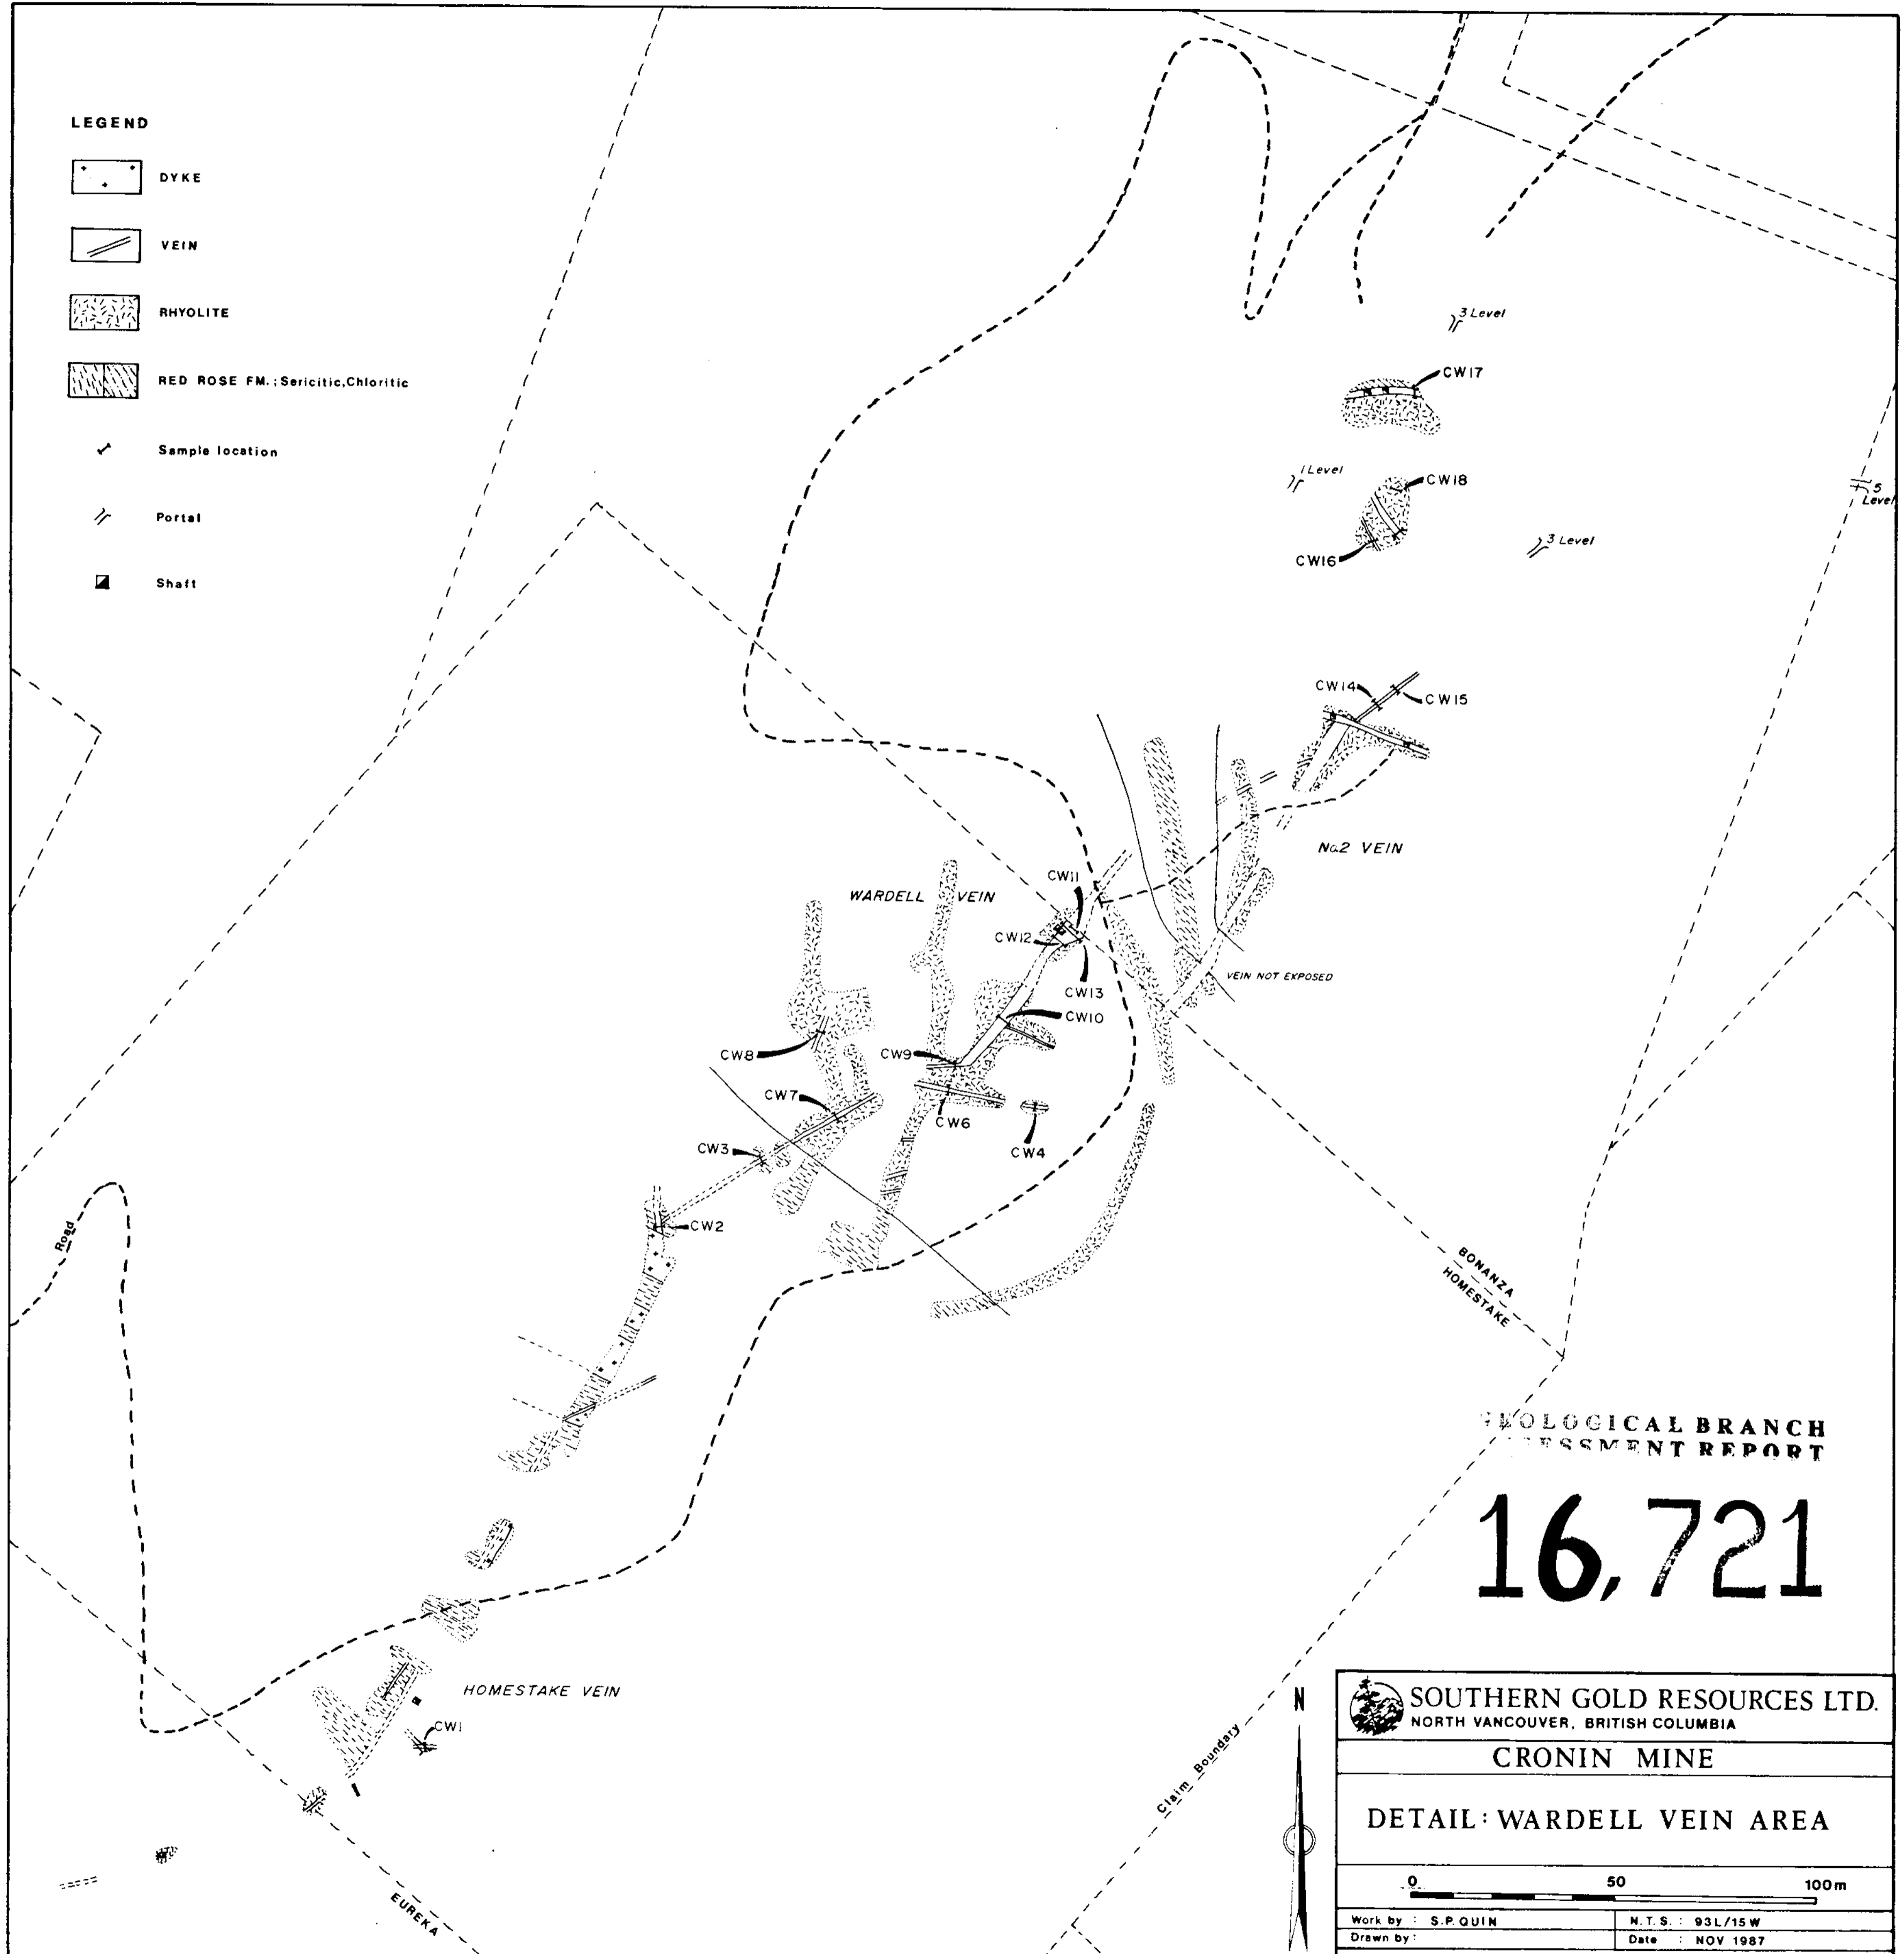 LEGEND
DYKE
VEIN
RHYOLITE
RED ROSE FM.; Sericitic, Chloritic
Sample location
Portal
Shaft
3 Level
CW17
1 Level
CW18
5 Level
CW16
3 Level
CW14
CW15
No.2 VEIN
WARDELL VEIN
CW11
CW12
CW13
VEIN NOT EXPOSED
CW10
CW9
CW8
CW7
CW6
CW4
CW3
CW2
Road
BONANZA
HOMESTAKE
HOMESTAKE VEIN
CW1
EUREKA
Claim Boundary
GEOLOGICAL BRANCH
REPORT
16,721
N
SOUTHERN GOLD RESOURCES LTD.
NORTH VANCOUVER, BRITISH COLUMBIA
CRONIN MINE
DETAIL: WARDELL VEIN AREA
0 50 100m
Work by : S.P. QUIN
N.T.S. : 93L/15W
Drawn by :
Date : NOV 1987